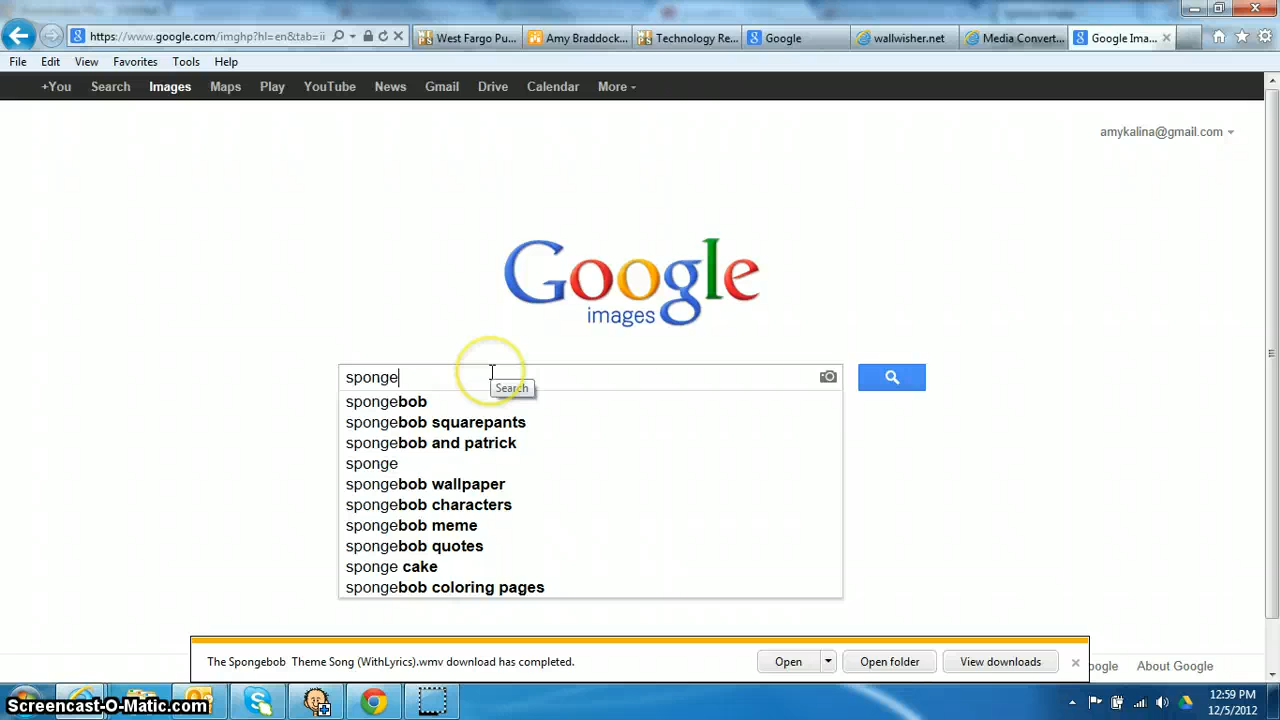 https://www.google.com/imghp?hl=en&tab=ii
West Fargo Pu...
Amy Braddock...
Technology Re...
Google
wallwisher.net
Media Convert...
Google Ima...
File Edit View Favorites Tools Help
+You Search Images Maps Play YouTube News Gmail Drive Calendar More
amykalina@gmail.com
Google
images
sponge
Search
spongebob
spongebob squarepants
spongebob and patrick
sponge
spongebob wallpaper
spongebob characters
spongebob meme
spongebob quotes
sponge cake
spongebob coloring pages
The Spongebob Theme Song (WithLyrics).wmv download has completed.
Open
Open folder
View downloads
ogle About Google
Screencast-O-Matic.com
12:59 PM
12/5/2012